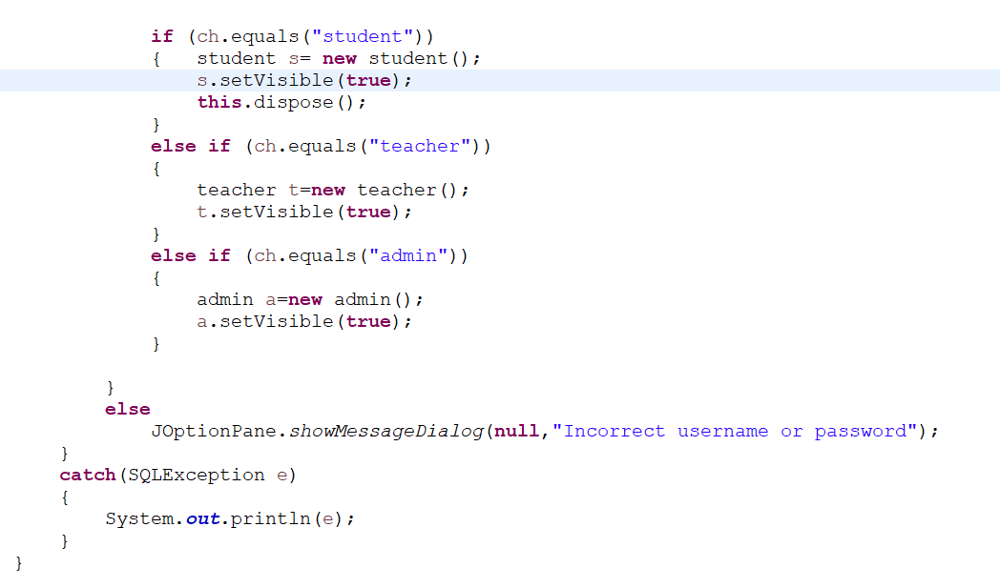 if (ch.equals("student"))
{   student s= new student();
    s.setVisible(true);
    this.dispose();
}
else if (ch.equals("teacher"))
{
    teacher t=new teacher();
    t.setVisible(true);
}
else if (ch.equals("admin"))
{
    admin a=new admin();
    a.setVisible(true);
}
}
else
JOptionPane.showMessageDialog(null,"Incorrect username or password");
}
catch(SQLException e)
{
System.out.println(e);
}
}